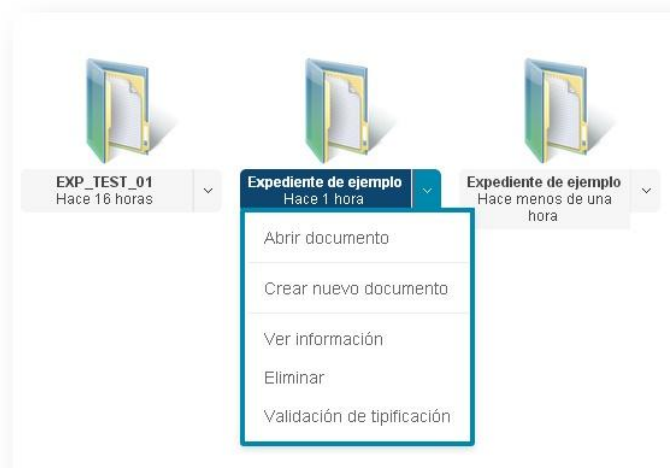 EXP_TEST_01
Hace 16 horas
Expediente de ejemplo
Hace 1 hora
Expediente de ejemplo
Hace menos de una
hora
Abrir documento
Crear nuevo documento
Ver información
Eliminar
Validación de tipificación